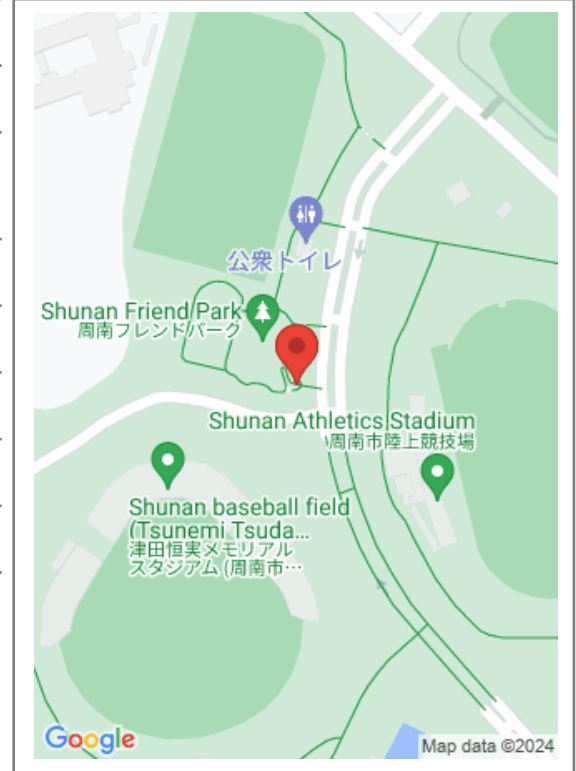 公衆トイレ
Shunan Friend Park
周南フレンドパーク
Shunan Athletics Stadium
周南市陸上競技場
Shunan baseball field
(Tsunemi Tsuda...
津田恒実メモリアル
スタジアム (周南市…
Google
Map data ©2024